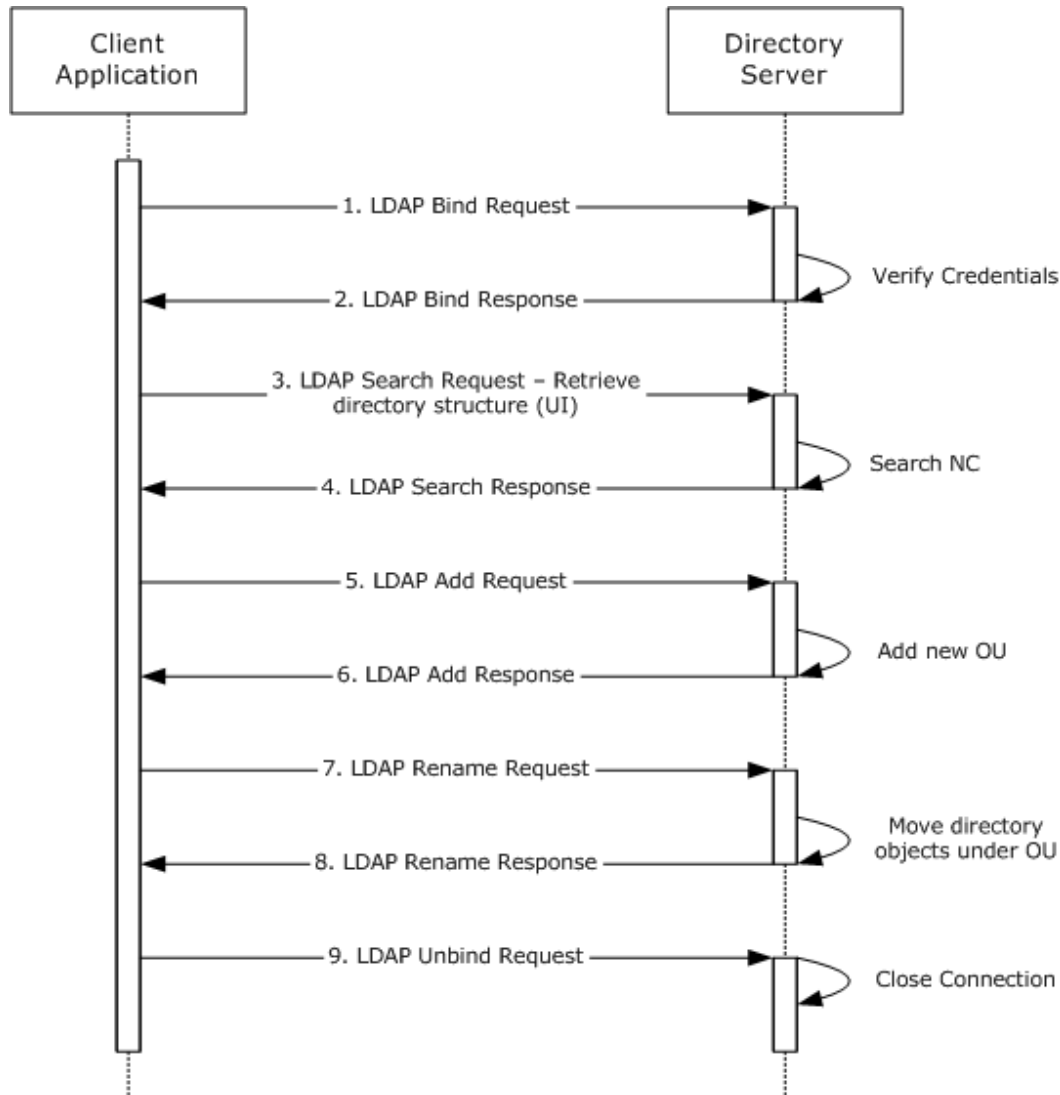 Client
Application
Directory
Server
1. LDAP Bind Request
Verify Credentials
2. LDAP Bind Response
3. LDAP Search Request – Retrieve
directory structure (UI)
Search NC
4. LDAP Search Response
5. LDAP Add Request
Add new OU
6. LDAP Add Response
7. LDAP Rename Request
Move directory
objects under OU
8. LDAP Rename Response
9. LDAP Unbind Request
Close Connection